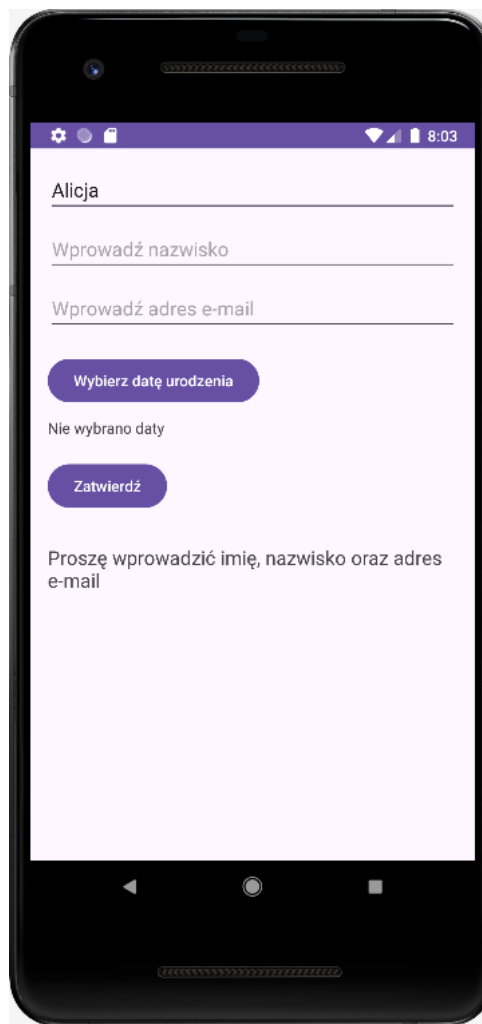 8:03
Alicja
Wprowadź nazwisko
Wprowadź adres e-mail
Wybierz datę urodzenia
Nie wybrano daty
Zatwierdź
Proszę wprowadzić imię, nazwisko oraz adres
e-mail